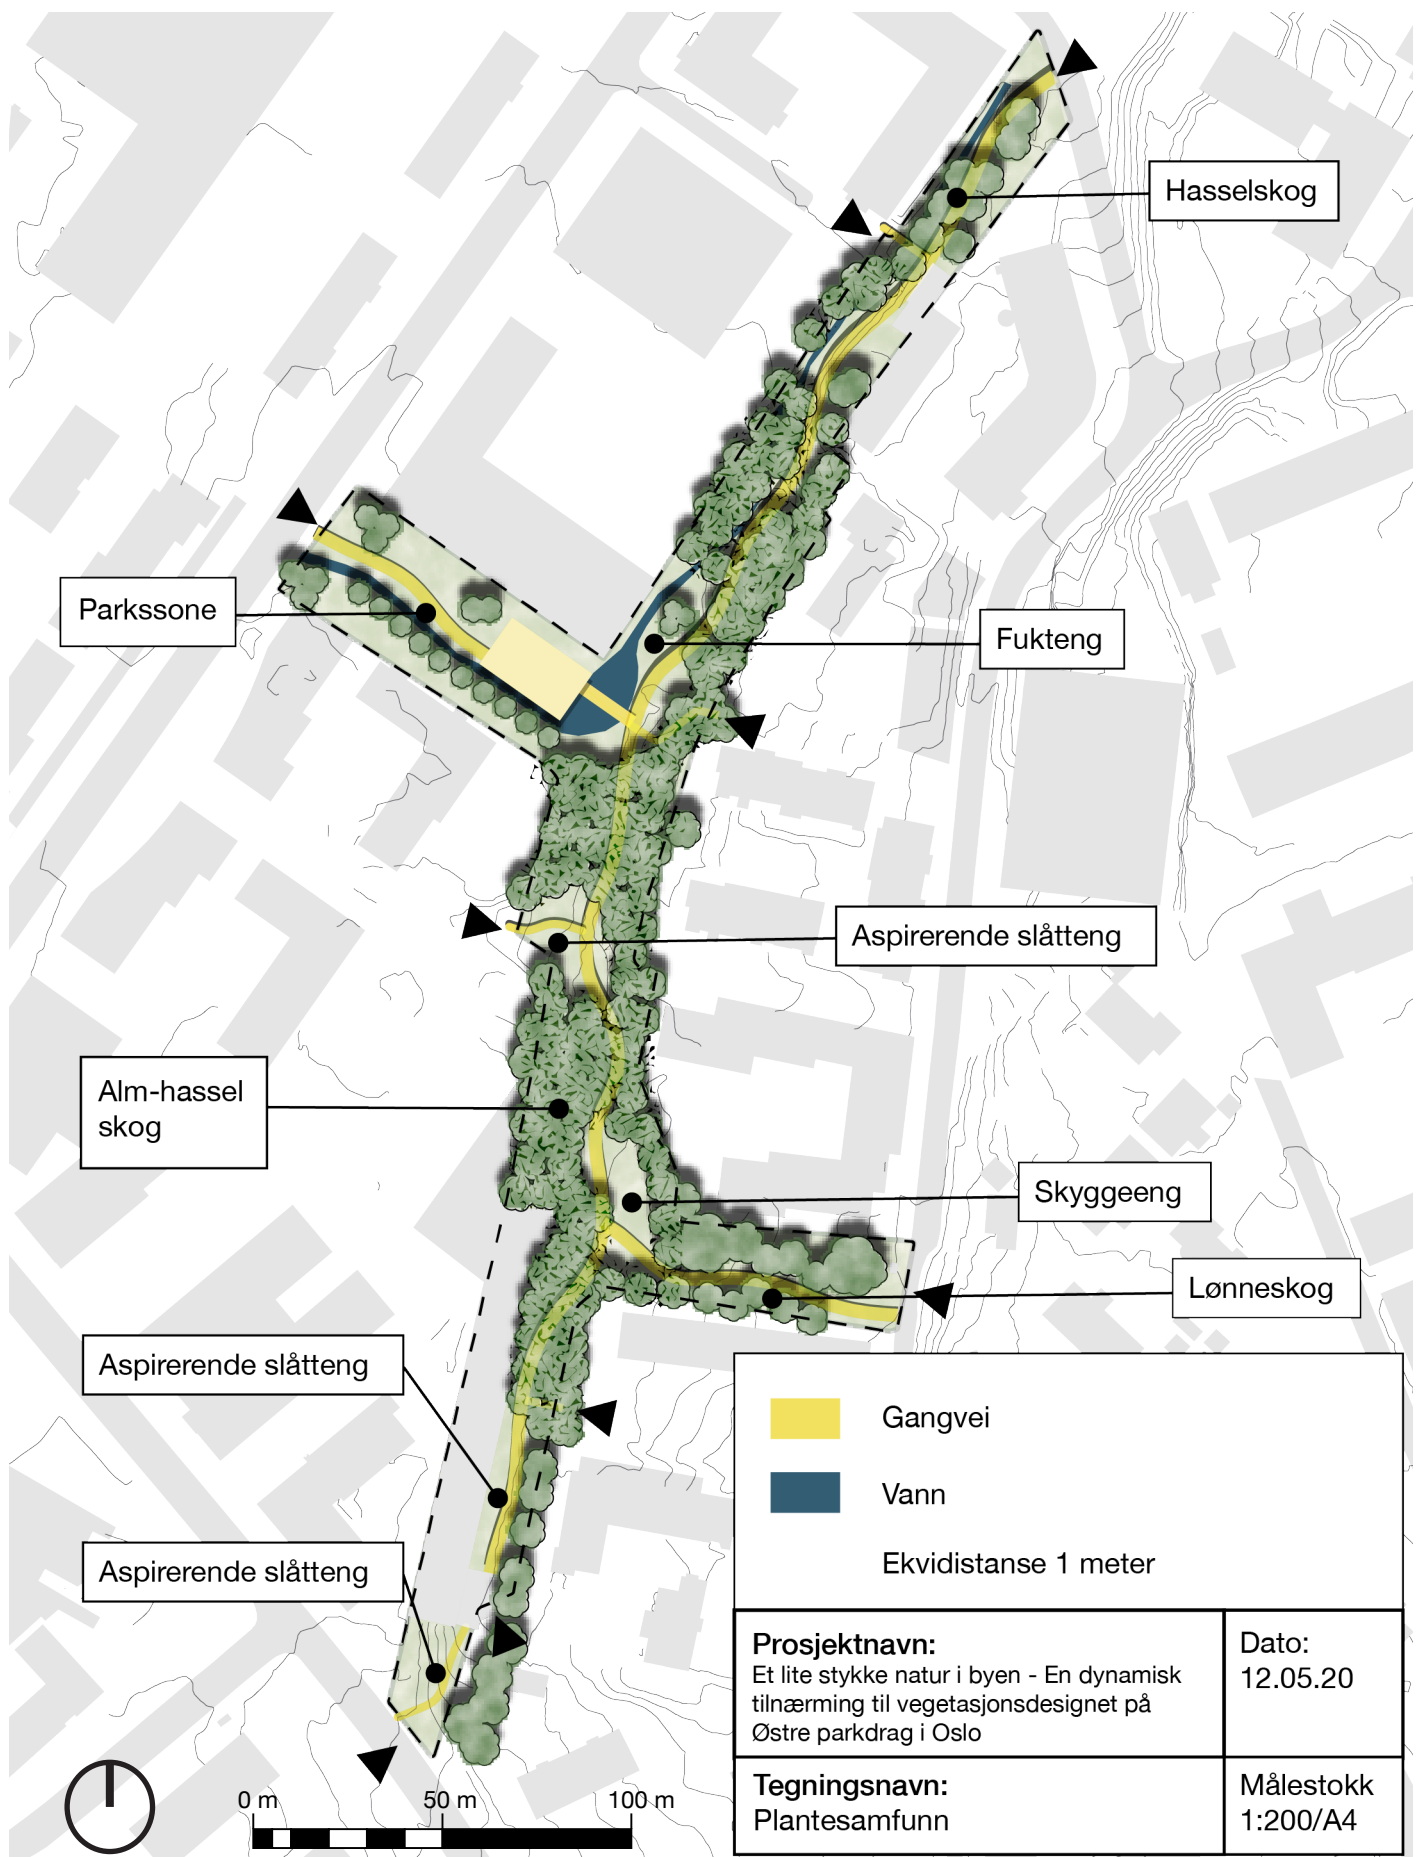 Hasselskog
Parkssone
Fukteng
Aspirerende slåtteng
Alm-hassel
skog
Skyggeeng
Lønneskog
Aspirerende slåtteng
Aspirerende slåtteng
Gangvei
Vann
Ekvidistanse 1 meter
Prosjektnavn:
Et lite stykke natur i byen - En dynamisk
tilnærming til vegetasjonsdesignet på
Østre parkdrag i Oslo
Dato:
12.05.20
Tegningsnavn:
Plantesamfunn
Målestokk
1:200/A4
0 m 50 m 100 m